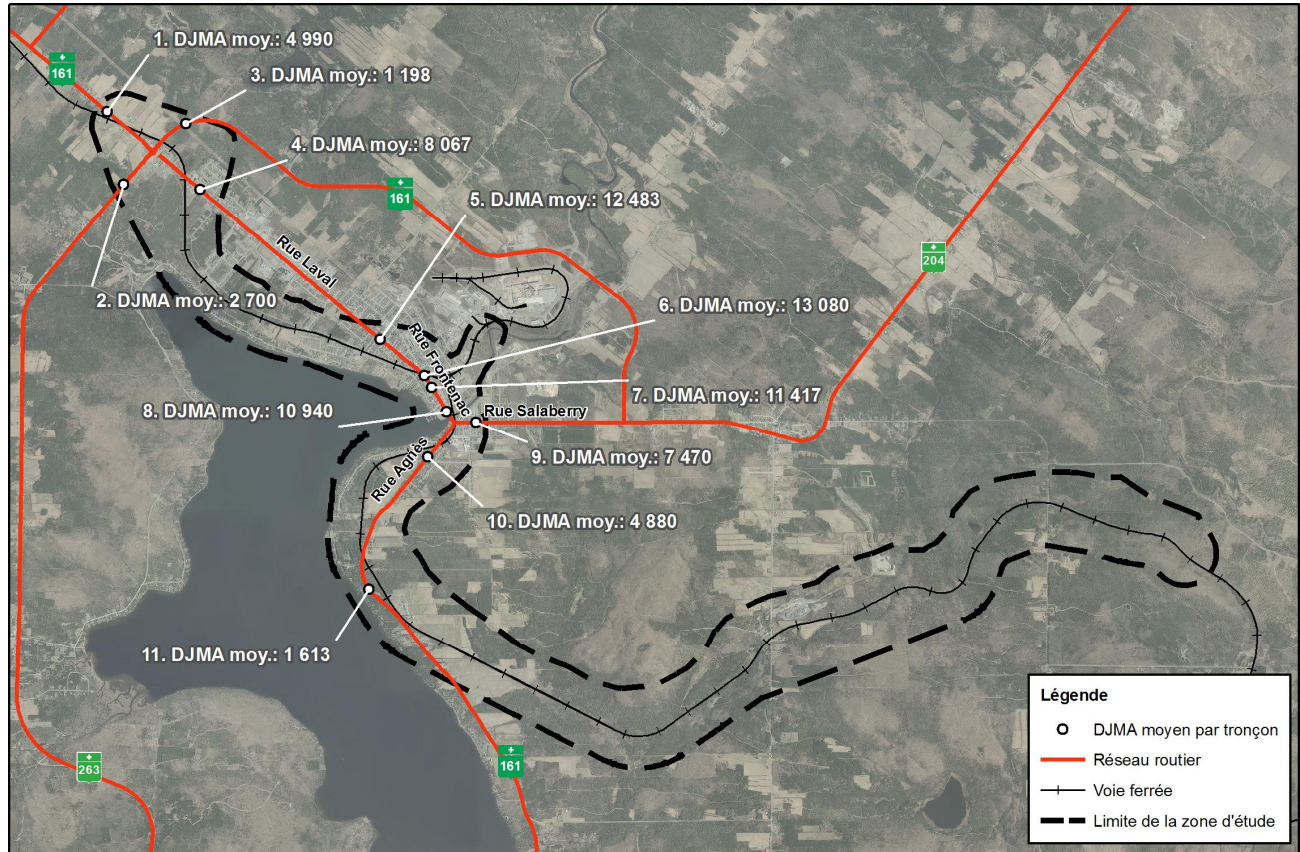 1. DJMA moy.: 4 990
161
3. DJMA moy.: 1 198
4. DJMA moy.: 8 067
161
5. DJMA moy.: 12 483
204
Rue Laval
2. DJMA moy.: 2 700
6. DJMA moy.: 13 080
Rue Frontenac
7. DJMA moy.: 11 417
8. DJMA moy.: 10 940
Rue Salaberry
9. DJMA moy.: 7 470
Rue Agnès
10. DJMA moy.: 4 880
11. DJMA moy.: 1 613
161
263
Légende
DJMA moyen par tronçon
Réseau routier
Voie ferrée
Limite de la zone d'étude